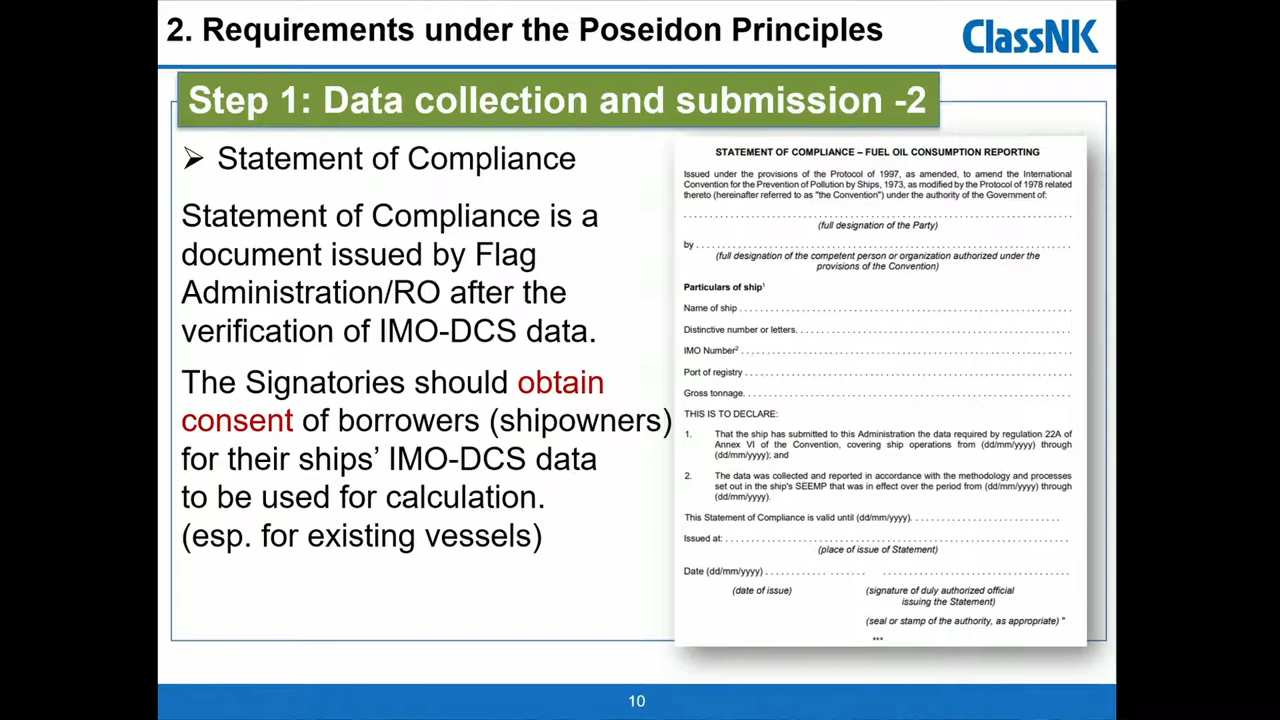 2. Requirements under the Poseidon Principles
ClassNK
Step 1: Data collection and submission -2
➢ Statement of Compliance
Statement of Compliance is a
document issued by Flag
Administration/RO after the
verification of IMO-DCS data.
The Signatories should obtain
consent of borrowers (shipowners)
for their ships’ IMO-DCS data
to be used for calculation.
(esp. for existing vessels)
STATEMENT OF COMPLIANCE – FUEL OIL CONSUMPTION REPORTING
Issued under the provisions of the Protocol of 1997, as amended, to amend the International
Convention for the Prevention of Pollution by Ships, 1973, as modified by the Protocol of 1978 related
thereto (hereinafter referred to as "the Convention") under the authority of the Government of:
(full designation of the Party)
by
(full designation of the competent person or organization authorized under the
provisions of the Convention)
Particulars of ship¹
Name of ship
Distinctive number or letters
IMO Number²
Port of registry
Gross tonnage
THIS IS TO DECLARE:
1. That the ship has submitted to this Administration the data required by regulation 22A of
Annex VI of the Convention, covering ship operations from (dd/mm/yyyy) through
(dd/mm/yyyy); and
2. The data was collected and reported in accordance with the methodology and processes
set out in the ship's SEEMP that was in effect over the period from (dd/mm/yyyy) through
(dd/mm/yyyy).
This Statement of Compliance is valid until (dd/mm/yyyy)
Issued at:
(place of issue of Statement)
Date (dd/mm/yyyy)
(date of issue) (signature of duly authorized official
issuing the Statement)
(seal or stamp of the authority, as appropriate) "
***
10